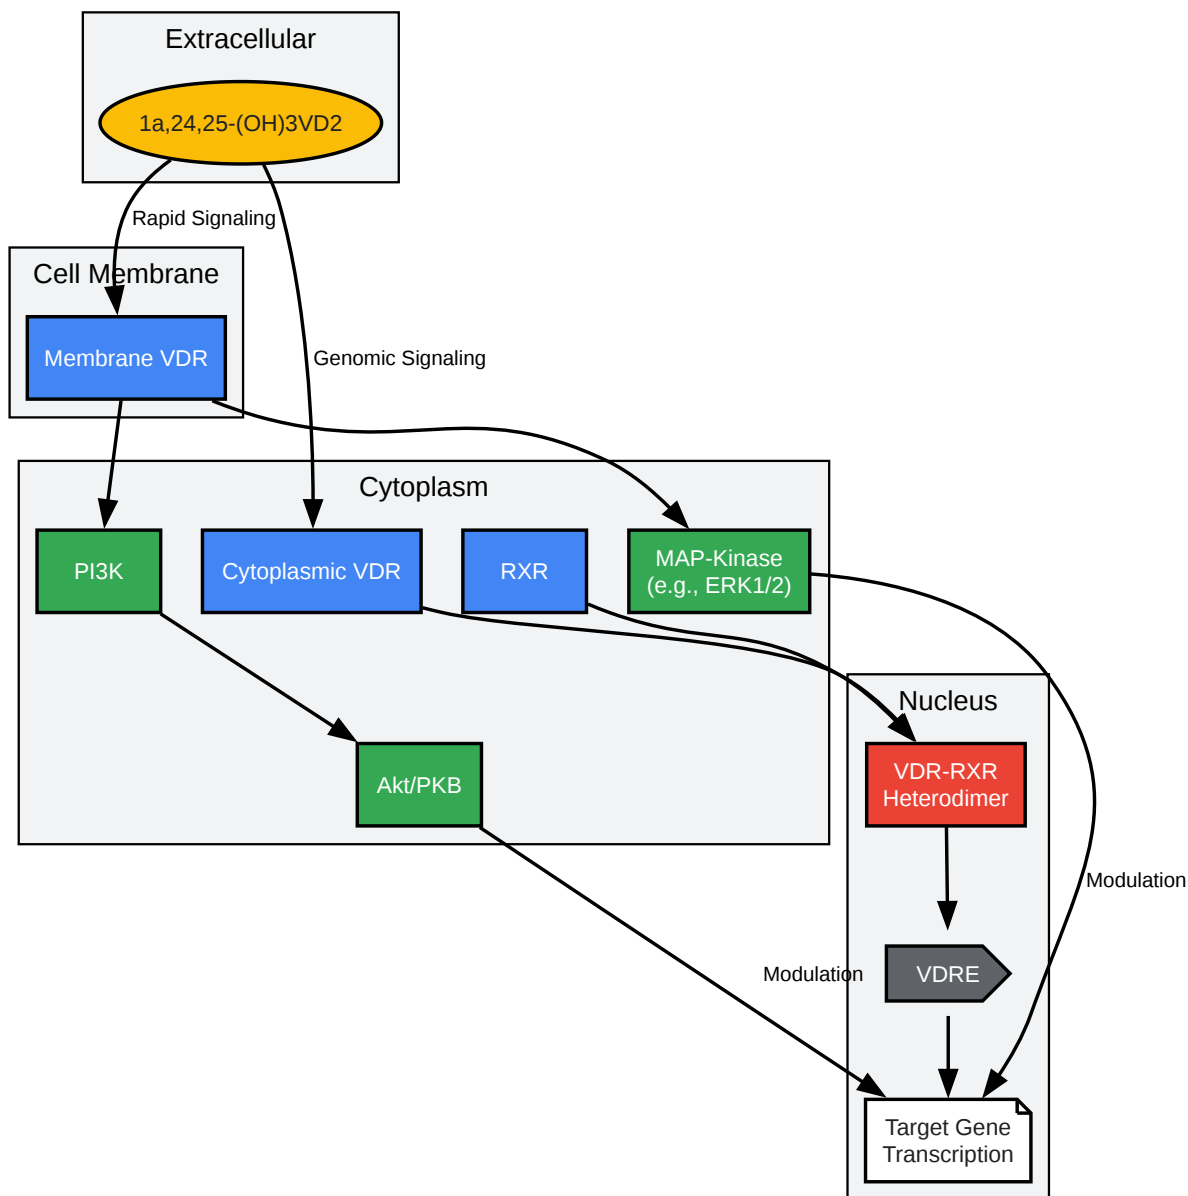 Extracellular
1a,24,25-(OH)3VD2
Rapid Signaling
Cell Membrane
Membrane VDR
Genomic Signaling
Cytoplasm
PI3K
Cytoplasmic VDR
RXR
MAP-Kinase
(e.g., ERK1/2)
Nucleus
VDR-RXR
Heterodimer
Akt/PKB
Modulation
Modulation
VDRE
Target Gene
Transcription